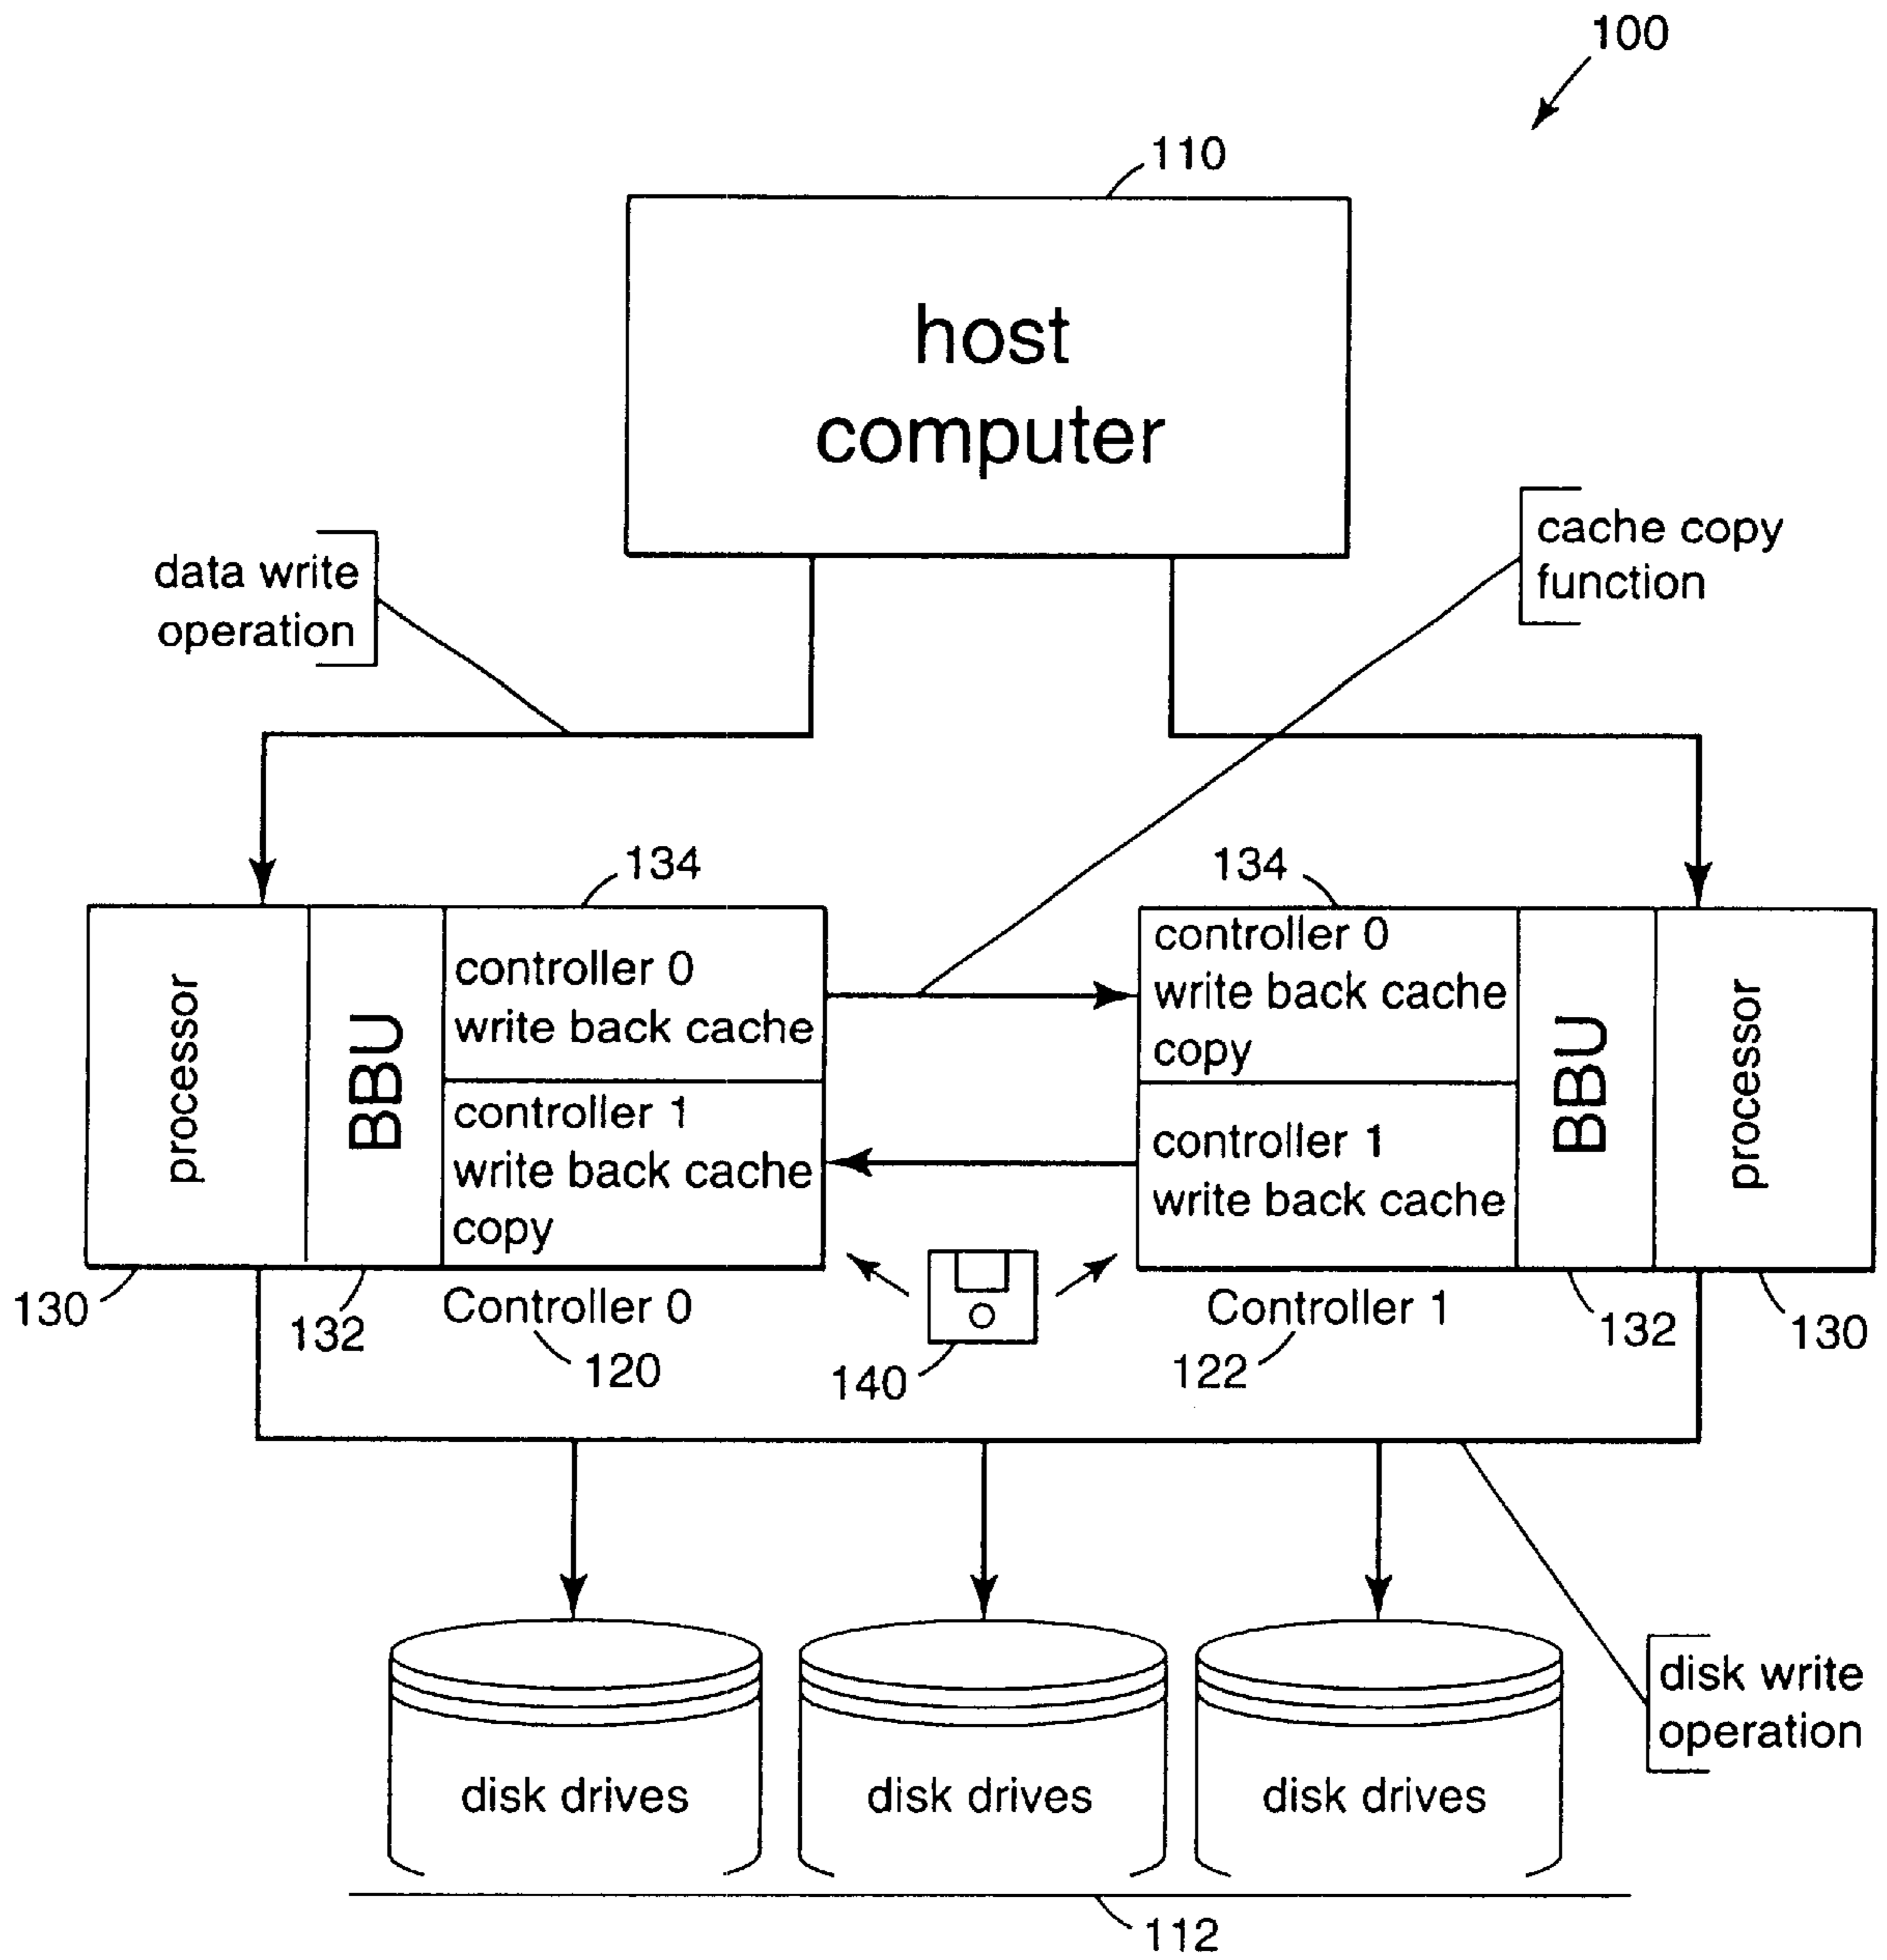 100
110
host
computer
data write
operation
cache copy
function
134
134
processor
BBU
controller 0
write back cache
controller 1
write back cache
copy
controller 0
write back cache
copy
controller 1
write back cache
BBU
processor
130
132
Controller 0
120
140
Controller 1
122
132
130
disk drives
disk drives
disk drives
disk write
operation
112